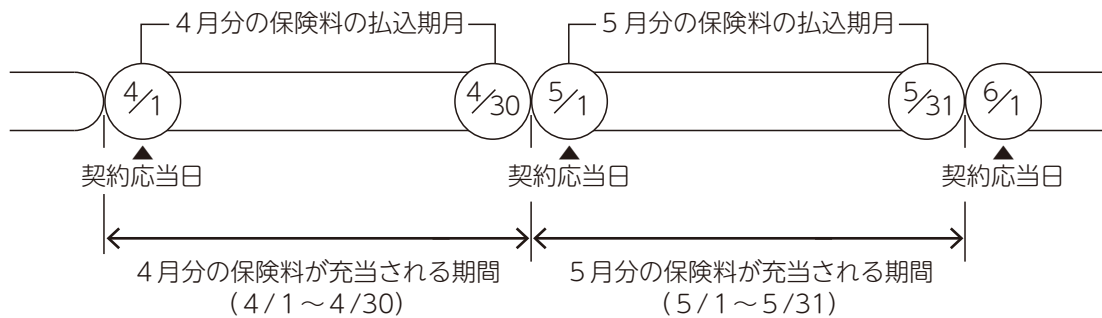 4月分の保険料の払込期月
5月分の保険料の払込期月
4/1
4/30
5/1
5/31
6/1
契約応当日
契約応当日
契約応当日
4月分の保険料が充当される期間
(4/1～4/30)
5月分の保険料が充当される期間
(5/1～5/31)